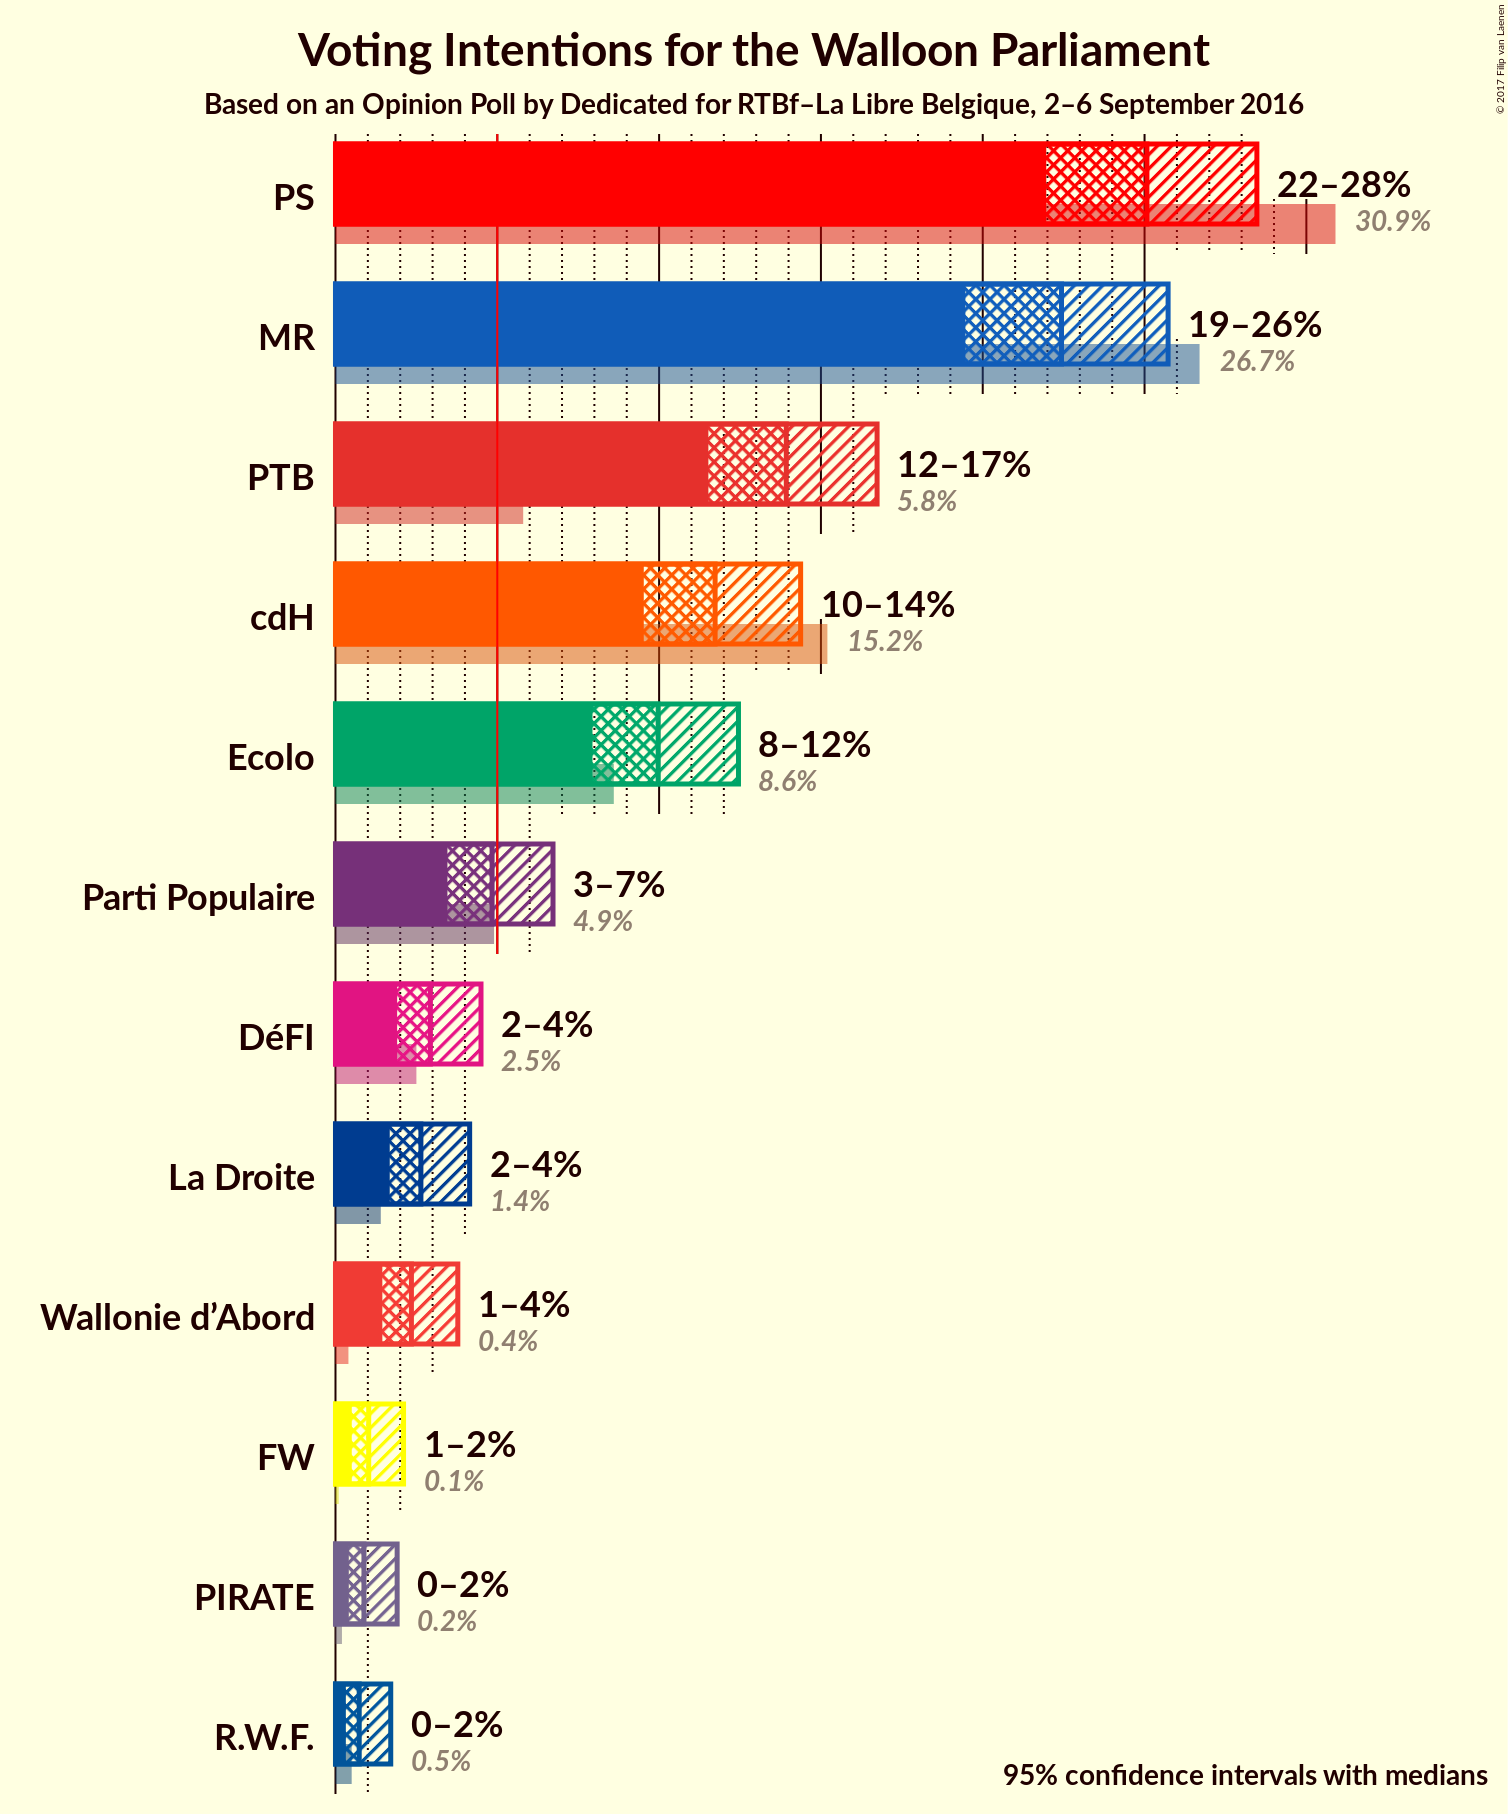 Voting Intentions for the Walloon Parliament
Based on an Opinion Poll by Dedicated for RTBf–La Libre Belgique, 2–6 September 2016
© 2017 Filip van Laenen
PS
22–28%
30.9%
MR
19–26%
26.7%
PTB
12–17%
5.8%
cdH
10–14%
15.2%
Ecolo
8–12%
8.6%
Parti Populaire
3–7%
4.9%
DéFI
2–4%
2.5%
La Droite
2–4%
1.4%
Wallonie d’Abord
1–4%
0.4%
FW
1–2%
0.1%
PIRATE
0–2%
0.2%
R.W.F.
0–2%
0.5%
95% confidence intervals with medians